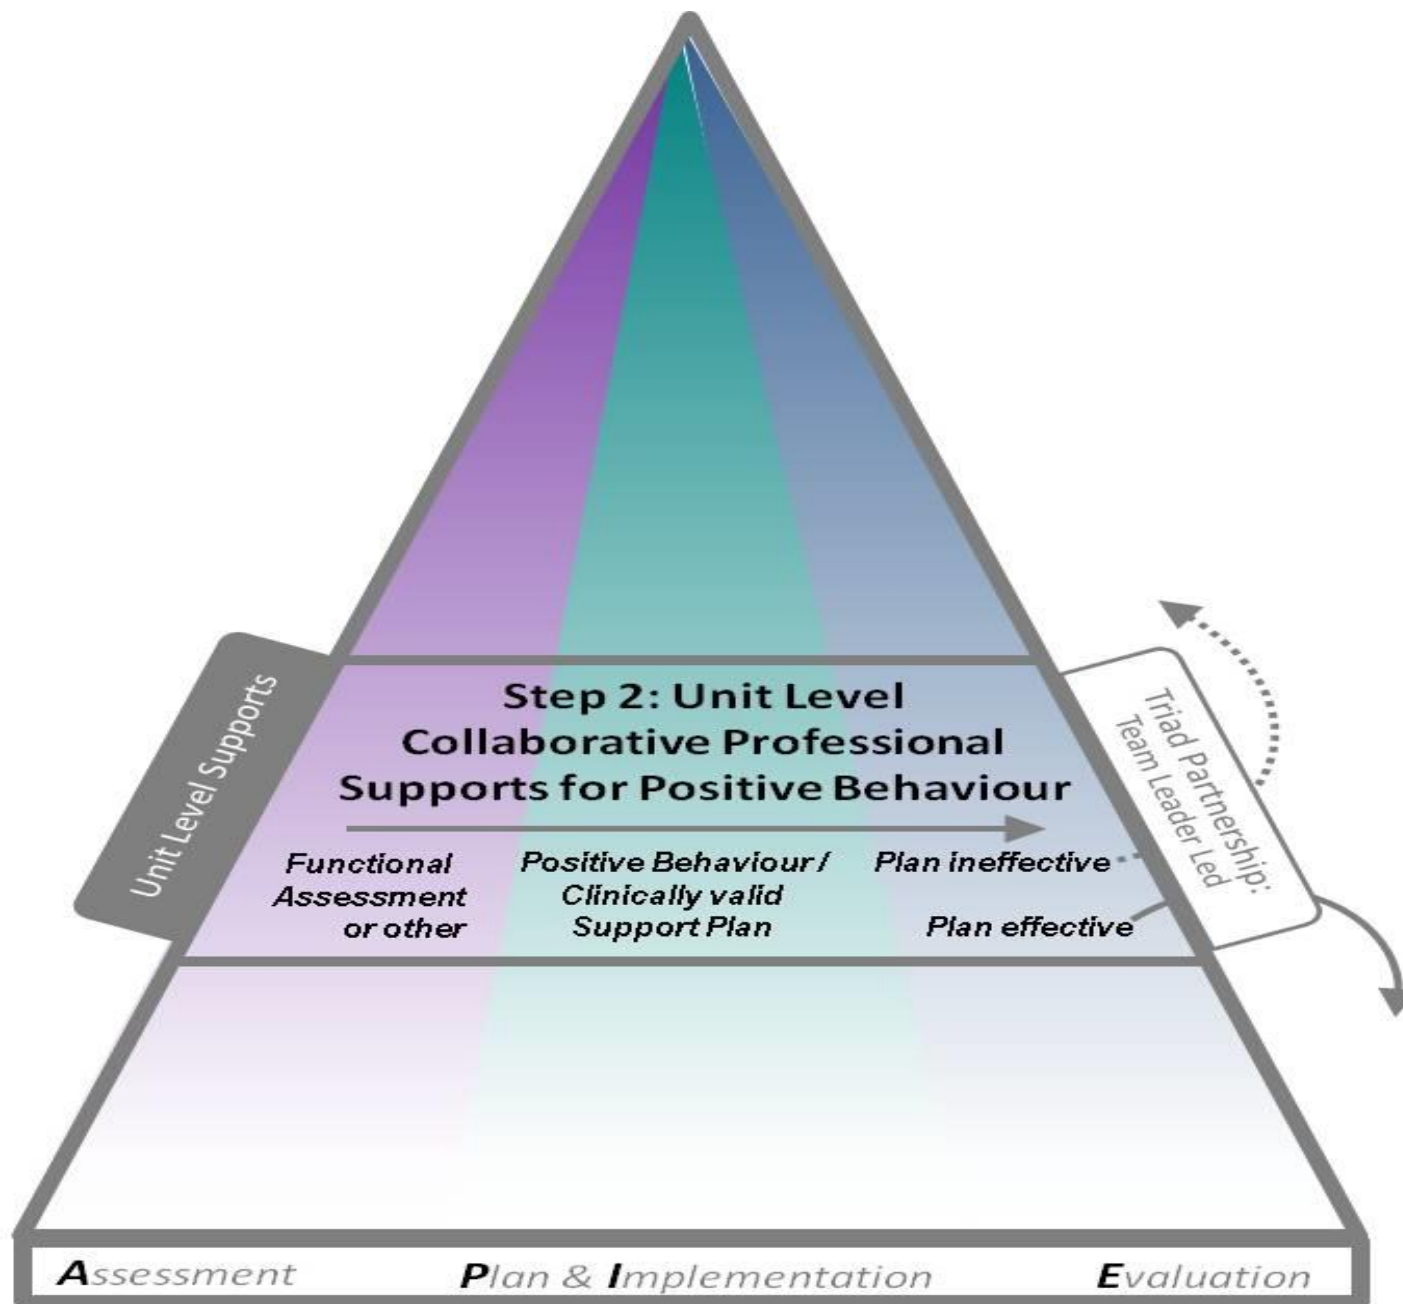 Step 2: Unit Level
Collaborative Professional
Supports for Positive Behaviour
Unit Level Supports
Functional
Assessment
or other
Positive Behaviour /
Clinically valid
Support Plan
Plan ineffective
Plan effective
Triad Partnership:
Team Leader Led
Assessment
Plan & Implementation
Evaluation